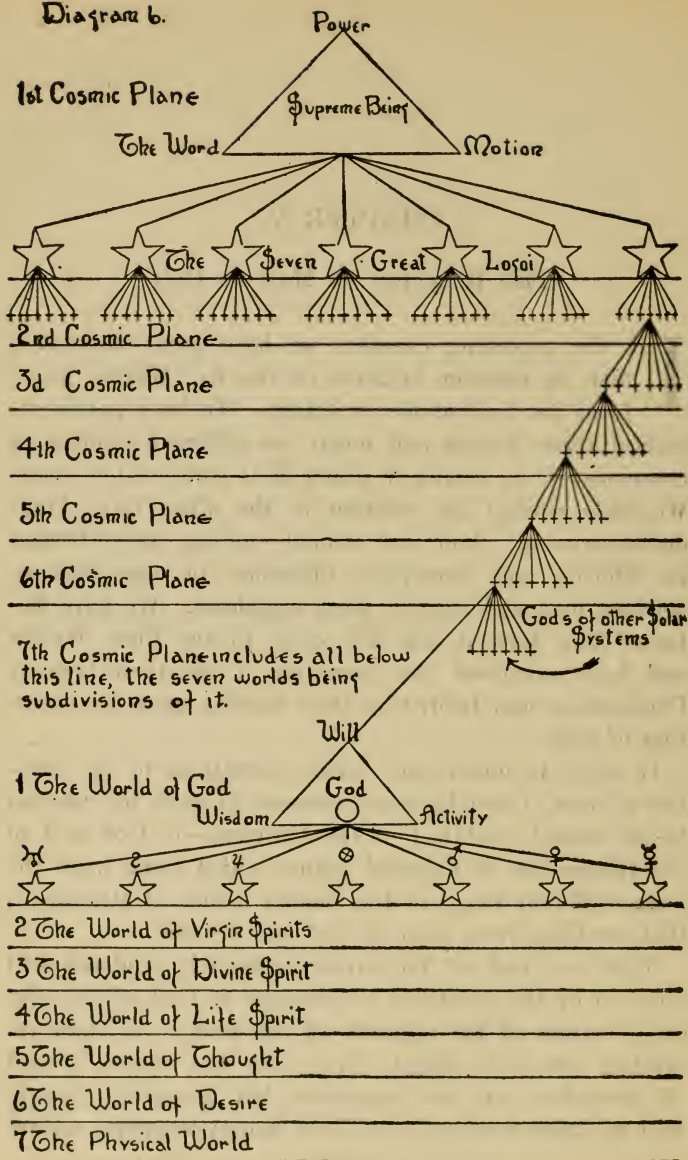 Diagram 6.
Power
1st Cosmic Plane
Supreme Being
The Word
Motion
The Seven Great Logoi
2nd Cosmic Plane
3d Cosmic Plane
4th Cosmic Plane
5th Cosmic Plane
6th Cosmic Plane
Gods of other Solar
Systems
7th Cosmic Plane includes all below
this line, the seven worlds being
subdivisions of it.
Will
1 The World of God
God
Wisdom
Activity
♅ ☿ ♃ ⊗ ♂ ♀ ☿
2 The World of Virgin Spirits
3 The World of Divine Spirit
4 The World of Life Spirit
5 The World of Thought
6 The World of Desire
7 The Physical World